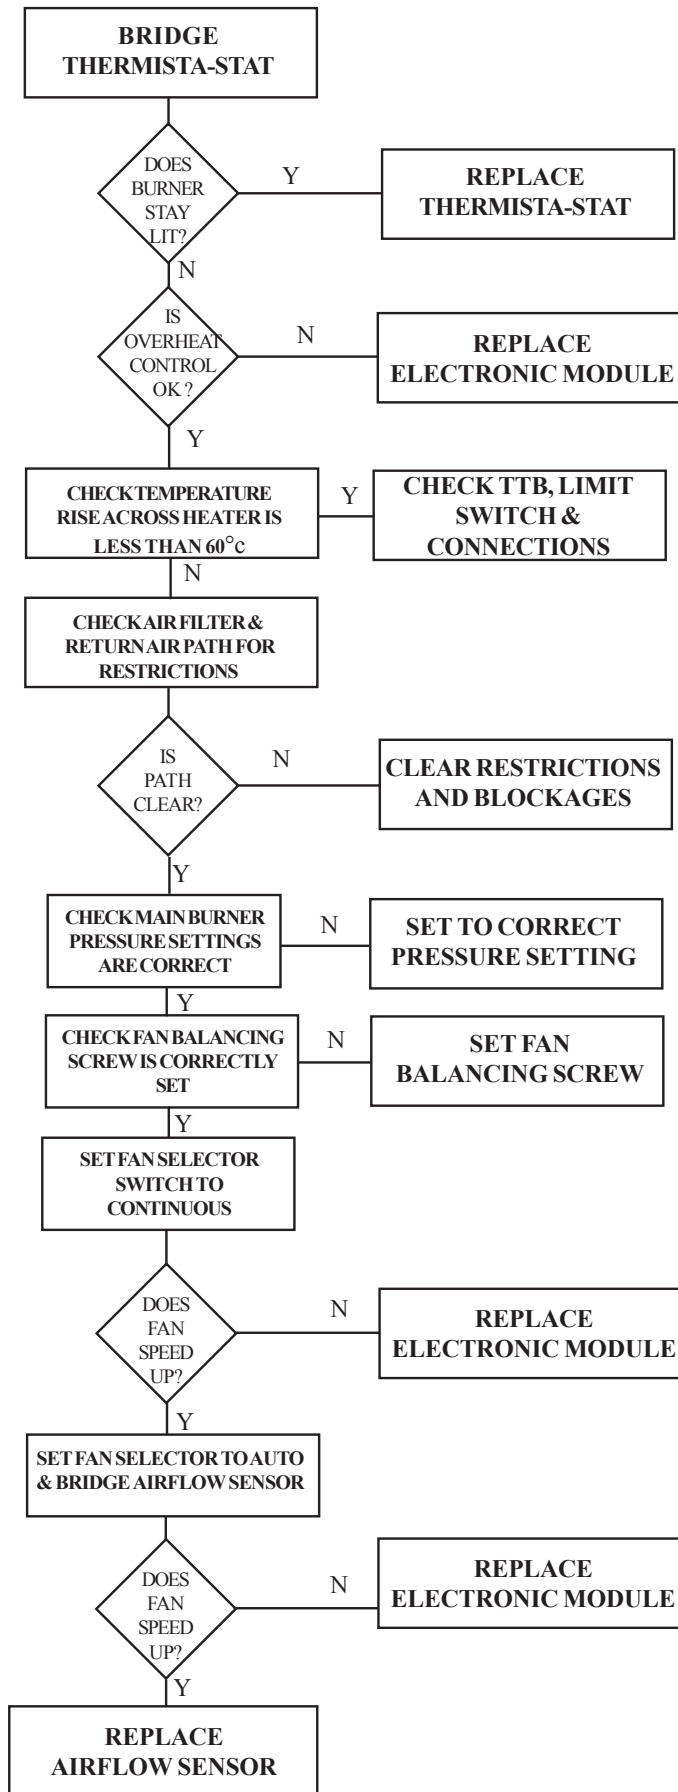 BRIDGE
THERMISTA-STAT
DOES
BURNER
STAY
LIT?
Y
REPLACE
THERMISTA-STAT
N
IS
OVERHEAT
CONTROL
OK ?
N
REPLACE
ELECTRONIC MODULE
Y
CHECK TEMPERATURE
RISE ACROSS HEATER IS
LESS THAN 60°c
Y
CHECK TTB, LIMIT
SWITCH &
CONNECTIONS
N
CHECK AIR FILTER &
RETURN AIR PATH FOR
RESTRICTIONS
IS
PATH
CLEAR?
N
CLEAR RESTRICTIONS
AND BLOCKAGES
Y
CHECK MAIN BURNER
PRESSURE SETTINGS
ARE CORRECT
N
SET TO CORRECT
PRESSURE SETTING
Y
CHECK FAN BALANCING
SCREW IS CORRECTLY
SET
N
SET FAN
BALANCING SCREW
Y
SET FAN SELECTOR
SWITCH TO
CONTINUOUS
DOES
FAN
SPEED
UP?
N
REPLACE
ELECTRONIC MODULE
Y
SET FAN SELECTOR TO AUTO
& BRIDGE AIRFLOW SENSOR
DOES
FAN
SPEED
UP?
N
REPLACE
ELECTRONIC MODULE
Y
REPLACE
AIRFLOW SENSOR